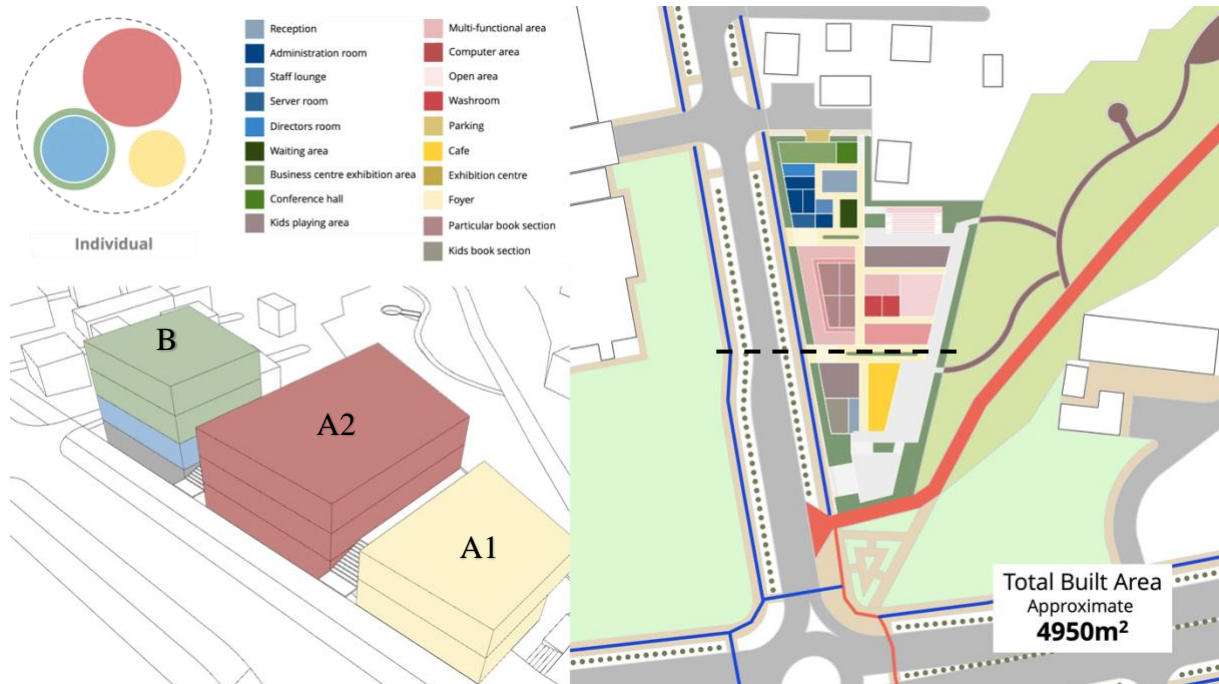 Individual
Reception
Administration room
Staff lounge
Server room
Directors room
Waiting area
Business centre exhibition area
Conference hall
Kids playing area
Multi-functional area
Computer area
Open area
Washroom
Parking
Cafe
Exhibition centre
Foyer
Particular book section
Kids book section
B
A2
A1
Total Built Area
Approximate
4950m²